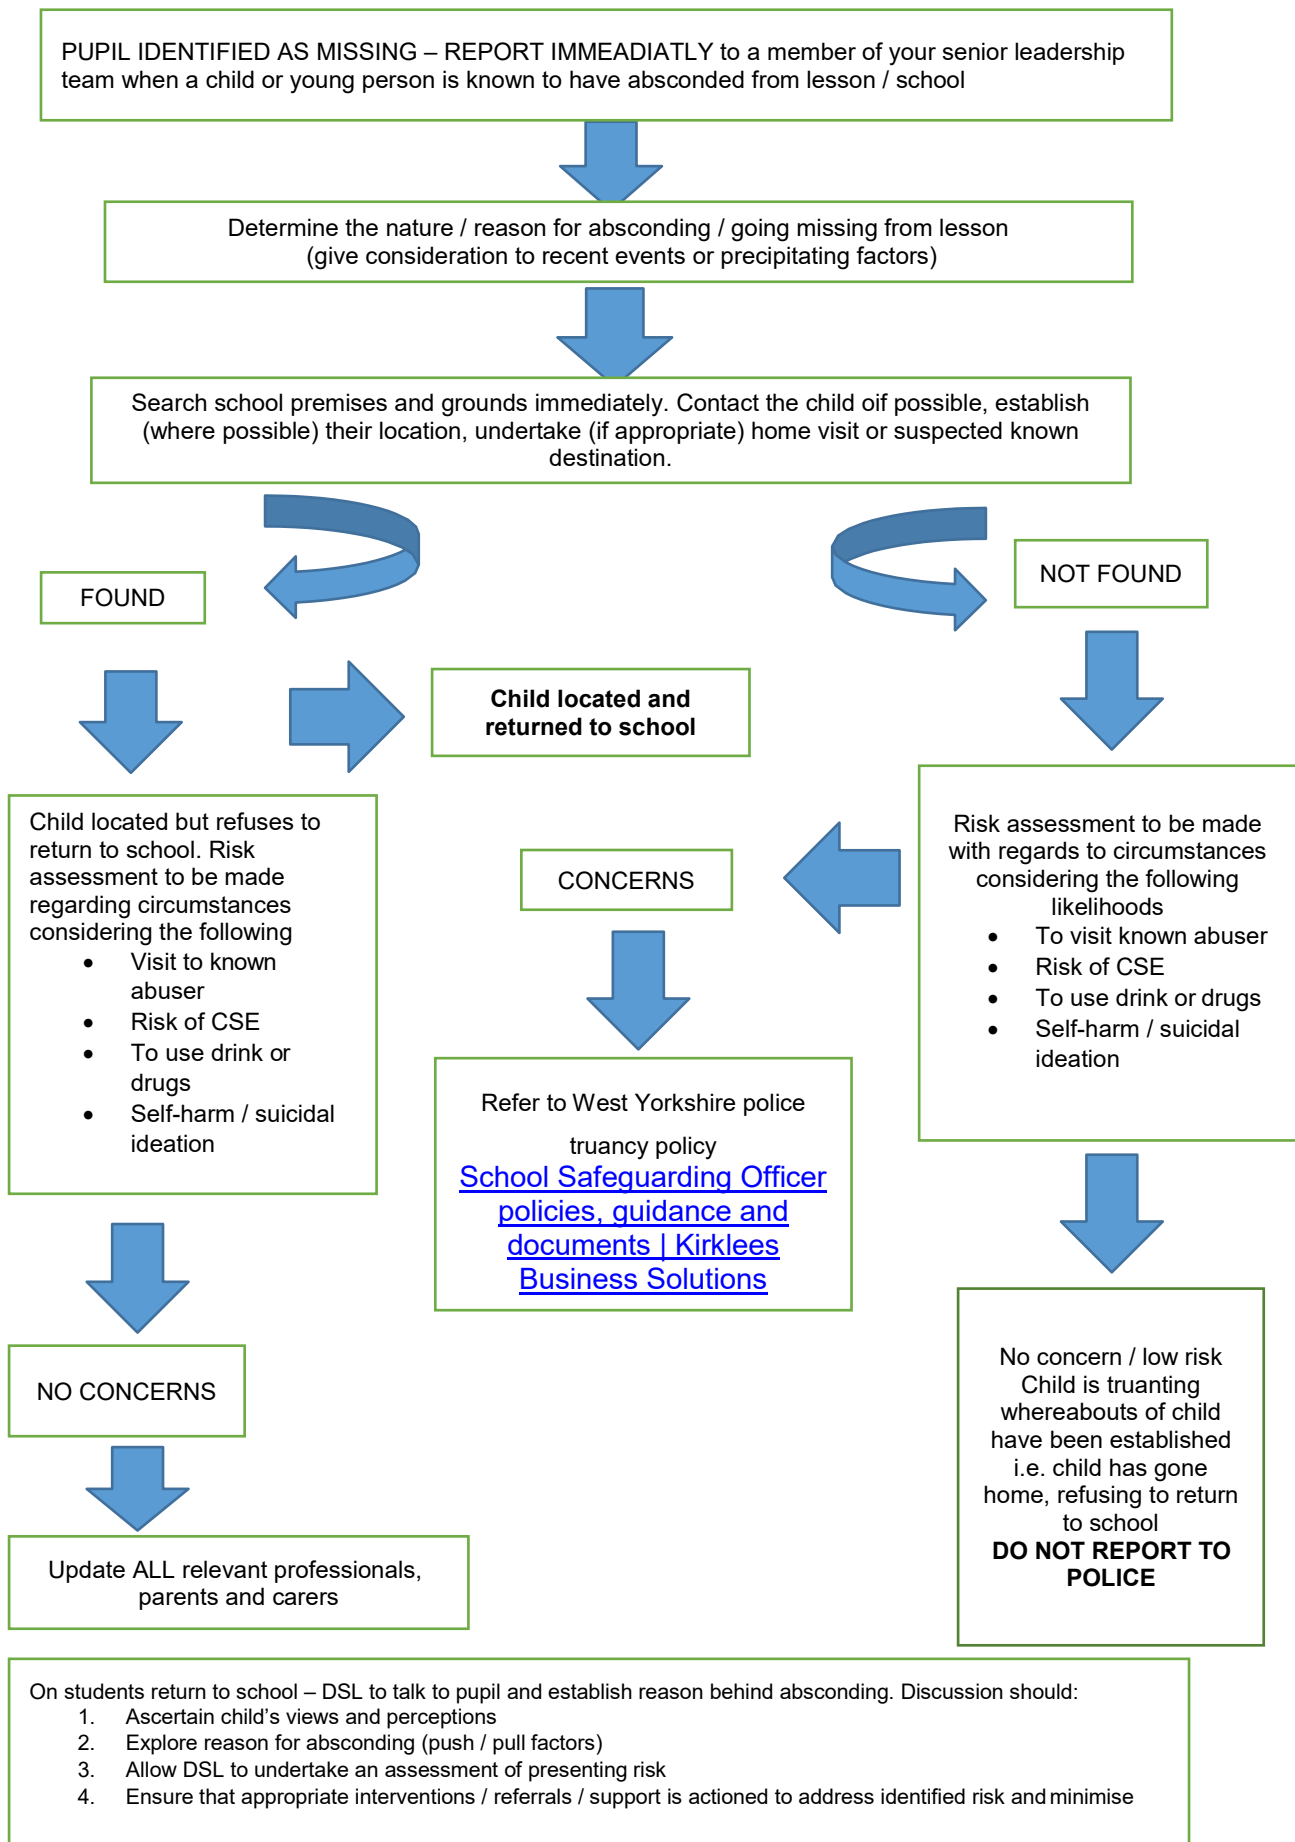 PUPIL IDENTIFIED AS MISSING – REPORT IMMEADIATLY to a member of your senior leadership
team when a child or young person is known to have absconded from lesson / school
Determine the nature / reason for absconding / going missing from lesson
(give consideration to recent events or precipitating factors)
Search school premises and grounds immediately. Contact the child oif possible, establish
(where possible) their location, undertake (if appropriate) home visit or suspected known
destination.
FOUND
NOT FOUND
Child located and
returned to school
Child located but refuses to
return to school. Risk
assessment to be made
regarding circumstances
considering the following
• Visit to known
abuser
• Risk of CSE
• To use drink or
drugs
• Self-harm / suicidal
ideation
CONCERNS
Risk assessment to be made
with regards to circumstances
considering the following
likelihoods
• To visit known abuser
• Risk of CSE
• To use drink or drugs
• Self-harm / suicidal
ideation
Refer to West Yorkshire police
truancy policy
School Safeguarding Officer
policies, guidance and
documents | Kirklees
Business Solutions
NO CONCERNS
No concern / low risk
Child is truanting
whereabouts of child
have been established
i.e. child has gone
home, refusing to return
to school
DO NOT REPORT TO
POLICE
Update ALL relevant professionals,
parents and carers
On students return to school – DSL to talk to pupil and establish reason behind absconding. Discussion should:
1. Ascertain child’s views and perceptions
2. Explore reason for absconding (push / pull factors)
3. Allow DSL to undertake an assessment of presenting risk
4. Ensure that appropriate interventions / referrals / support is actioned to address identified risk and minimise